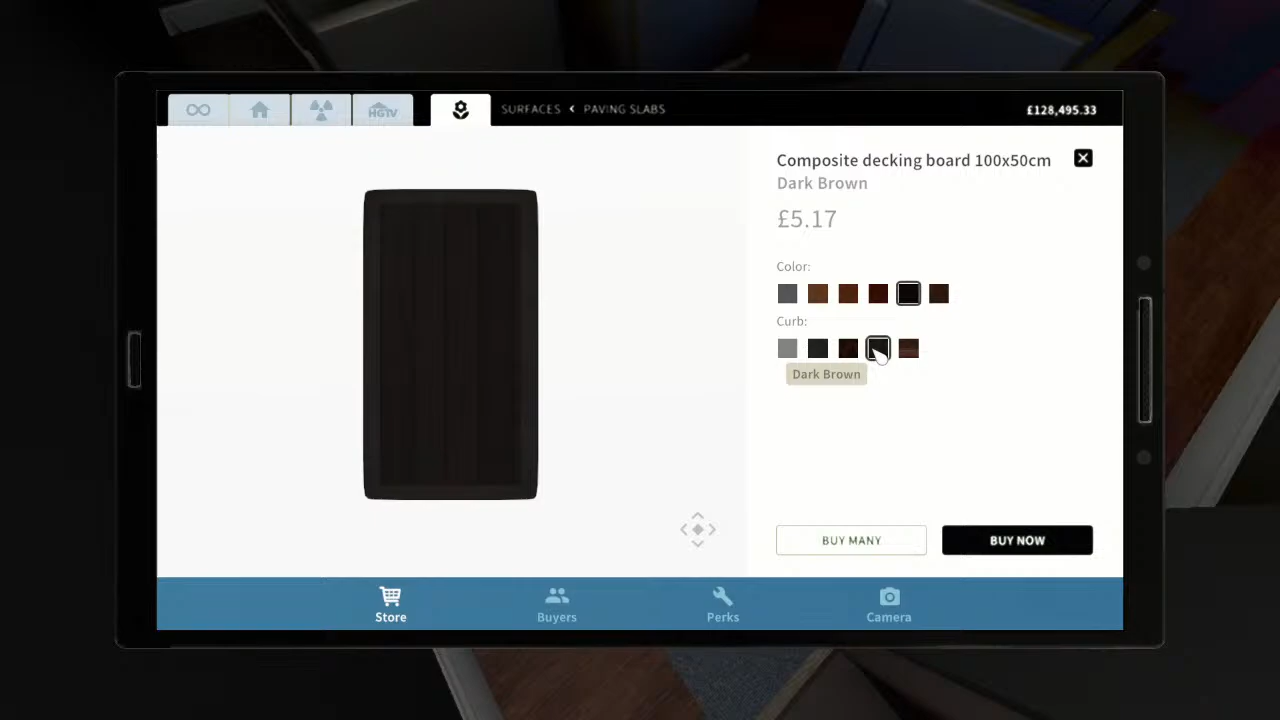 HGTV
SURFACES < PAVING SLABS
£128,495.33
Composite decking board 100x50cm
Dark Brown
£5.17
Color:
Curb:
Dark Brown
BUY MANY
BUY NOW
Store
Buyers
Perks
Camera